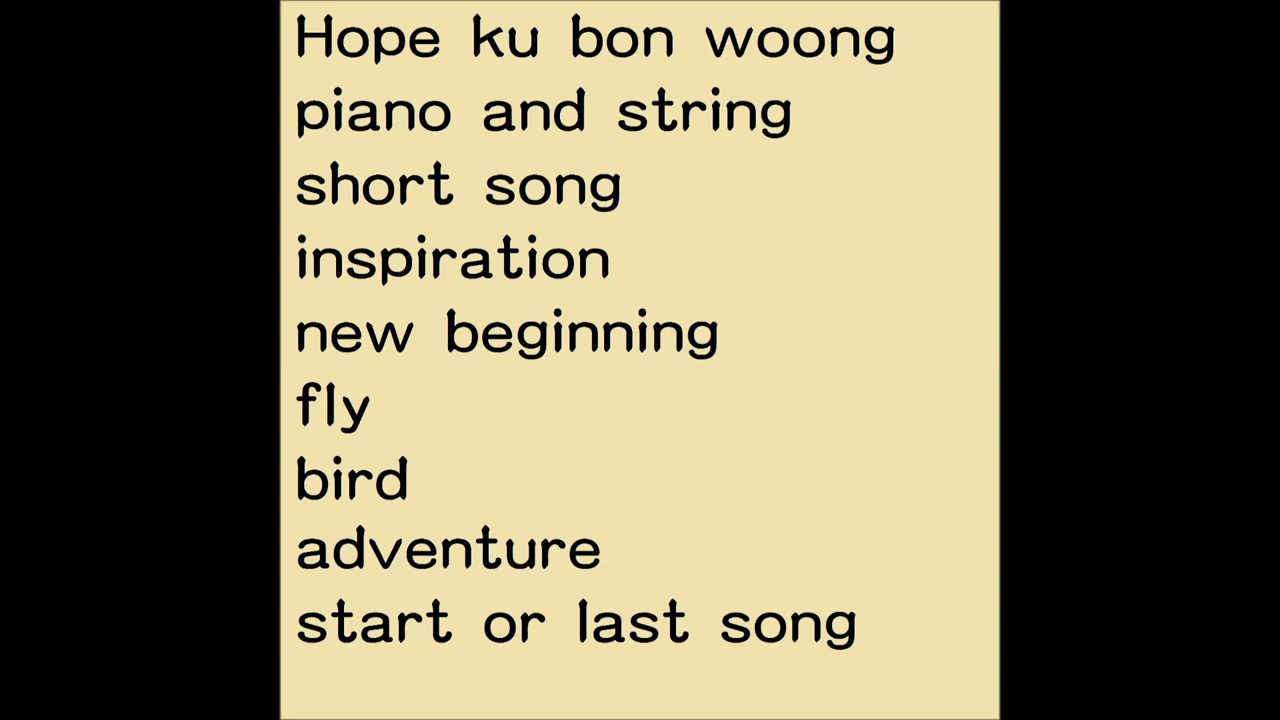 Hope ku bon woong
piano and string
short song
inspiration
new beginning
fly
bird
adventure
start or last song